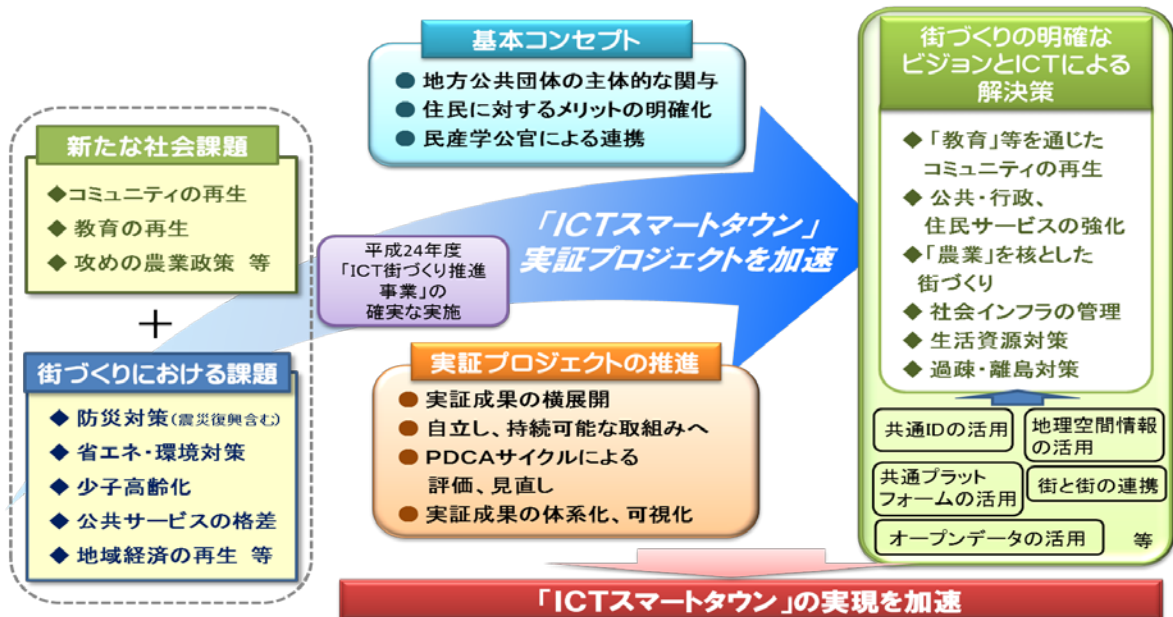 新たな社会課題
◆コミュニティの再生
◆ 教育の再生
◆ 攻めの農業政策 等
＋
街づくりにおける課題
◆ 防災対策(震災復興含む)
◆ 省エネ・環境対策
◆ 少子高齢化
◆ 公共サービスの格差
◆ 地域経済の再生 等
基本コンセプト
● 地方公共団体の主体的な関与
● 住民に対するメリットの明確化
● 民産学公官による連携
平成24年度
「ICT街づくり推進
事業」の
確実な実施
「ICTスマートタウン」
実証プロジェクトを加速
実証プロジェクトの推進
● 実証成果の横展開
● 自立し、持続可能な取組みへ
● PDCAサイクルによる
評価、見直し
● 実証成果の体系化、可視化
街づくりの明確な
ビジョンとICTによる
解決策
◆「教育」等を通じた
コミュニティの再生
◆ 公共・行政、
住民サービスの強化
◆「農業」を核とした
街づくり
◆ 社会インフラの管理
◆ 生活資源対策
◆ 過疎・離島対策
共通IDの活用
地理空間情報
の活用
共通プラット
フォームの活用
街と街の連携
オープンデータの活用
等
「ICTスマートタウン」の実現を加速